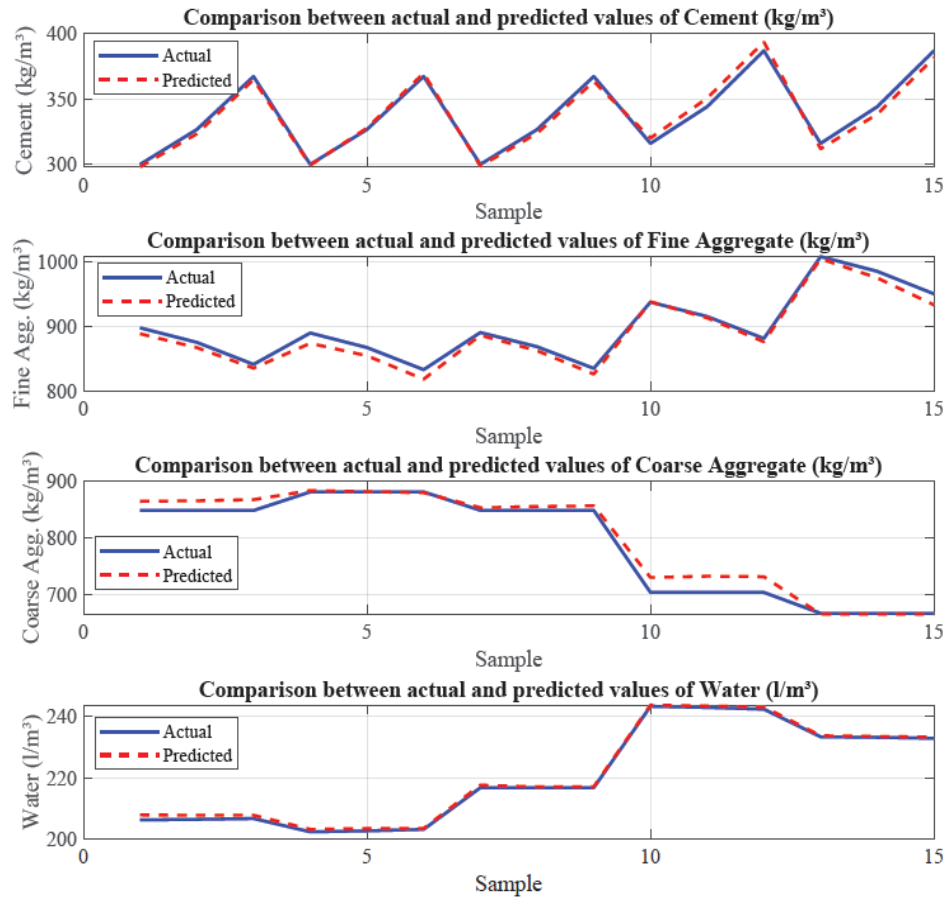 Comparison between actual and predicted values of Cement (kg/m³)
Cement (kg/m³)
400
350
300
Actual
Predicted
0
5
10
15
Sample
Comparison between actual and predicted values of Fine Aggregate (kg/m³)
Fine Agg. (kg/m³)
1000
900
800
Actual
Predicted
0
5
10
15
Sample
Comparison between actual and predicted values of Coarse Aggregate (kg/m³)
Coarse Agg. (kg/m³)
900
800
700
Actual
Predicted
0
5
10
15
Sample
Comparison between actual and predicted values of Water (l/m³)
Water (l/m³)
240
220
200
Actual
Predicted
0
5
10
15
Sample